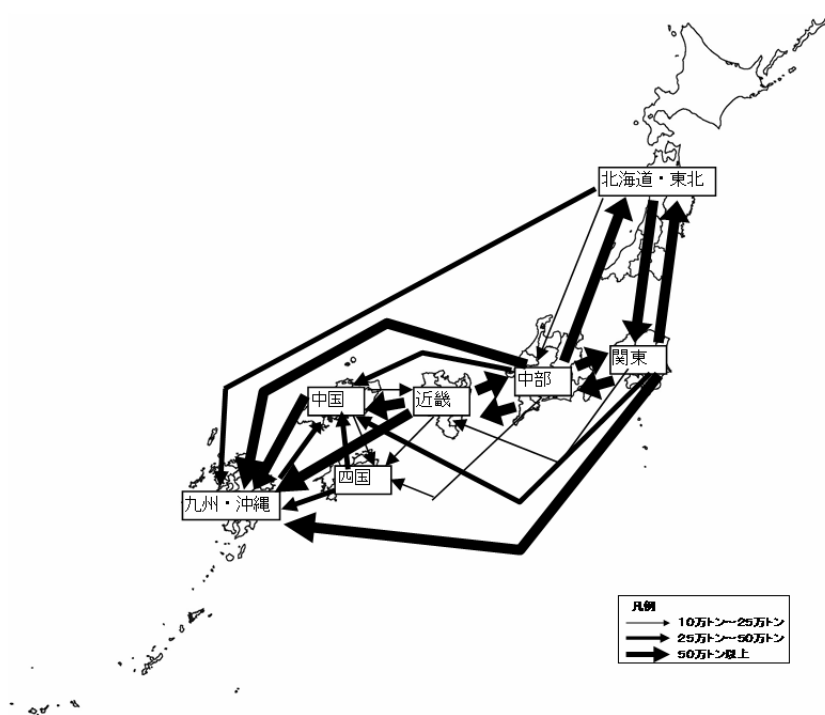 北海道・東北
関東
中部
中国
近畿
四国
九州・沖縄
凡例
10万トン～25万トン
25万トン～50万トン
50万トン以上